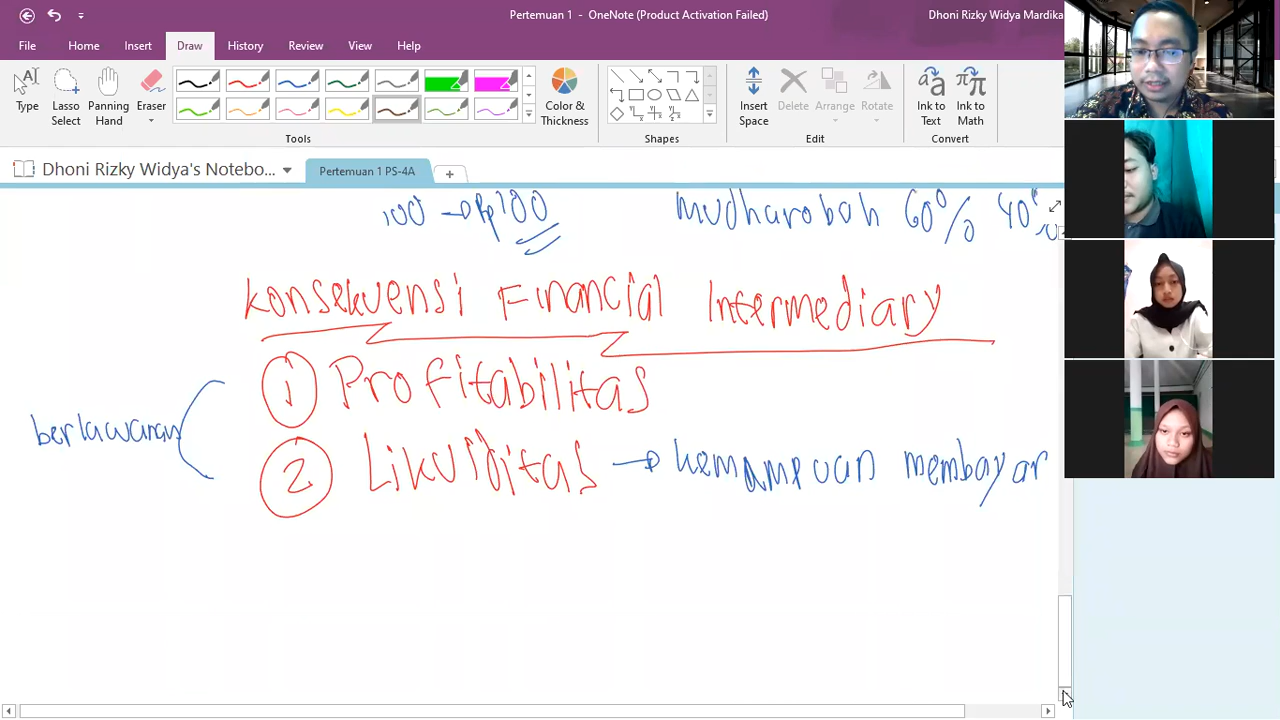 Pertemuan 1 - OneNote (Product Activation Failed)
Dhoni Rizky Widya Mardika
File Home Insert Draw History Review View Help
Type
Lasso Select
Panning Hand
Eraser
Color & Thickness
Insert Space
Delete
Arrange
Rotate
Ink to Text
Ink to Math
Tools
Shapes
Edit
Convert
Dhoni Rizky Widya's Notebo...
Pertemuan 1 PS-4A
100 → Rp 100
mudharobah 60% 40%
Konsekuensi Financial Intermediary
1 Profitabilitas
berlawanan
2 Likuiditas → kemampuan membayar